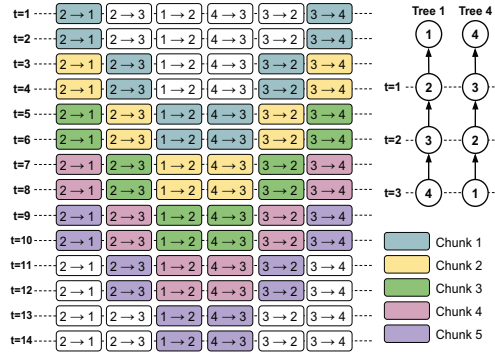 t=1 2 → 1 2 → 3 1 → 2 4 → 3 3 → 2 3 → 4
t=2 2 → 1 2 → 3 1 → 2 4 → 3 3 → 2 3 → 4
t=3 2 → 1 2 → 3 1 → 2 4 → 3 3 → 2 3 → 4
t=4 2 → 1 2 → 3 1 → 2 4 → 3 3 → 2 3 → 4
t=5 2 → 1 2 → 3 1 → 2 4 → 3 3 → 2 3 → 4
t=6 2 → 1 2 → 3 1 → 2 4 → 3 3 → 2 3 → 4
t=7 2 → 1 2 → 3 1 → 2 4 → 3 3 → 2 3 → 4
t=8 2 → 1 2 → 3 1 → 2 4 → 3 3 → 2 3 → 4
t=9 2 → 1 2 → 3 1 → 2 4 → 3 3 → 2 3 → 4
t=10 2 → 1 2 → 3 1 → 2 4 → 3 3 → 2 3 → 4
t=11 2 → 1 2 → 3 1 → 2 4 → 3 3 → 2 3 → 4
t=12 2 → 1 2 → 3 1 → 2 4 → 3 3 → 2 3 → 4
t=13 2 → 1 2 → 3 1 → 2 4 → 3 3 → 2 3 → 4
t=14 2 → 1 2 → 3 1 → 2 4 → 3 3 → 2 3 → 4
Tree 1 Tree 4
1 4
t=1 2 3
t=2 3 2
t=3 4 1
Chunk 1
Chunk 2
Chunk 3
Chunk 4
Chunk 5